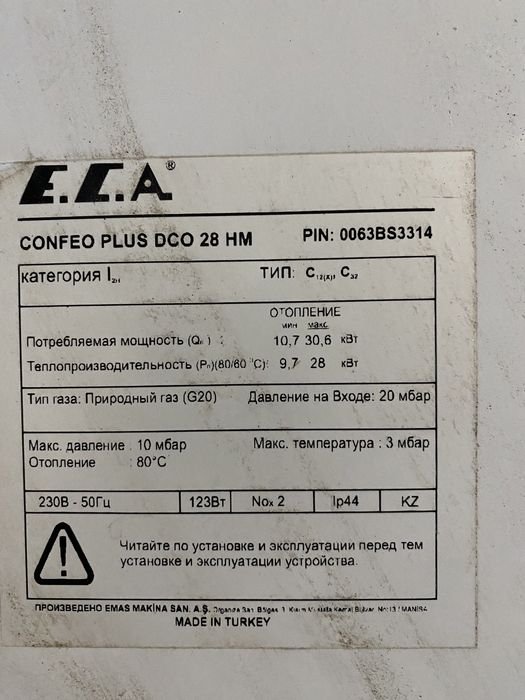 E.C.A.®
CONFEO PLUS DCO 28 HM PIN: 0063BS3314
категория I2H ТИП: C12(X), C32
ОТОПЛЕНИЕ
мин макс.
Потребляемая мощность (Qn) : 10,7 30,6 кВт
Теплопроизводительность (Pn)(80/60 °C): 9,7 28 кВт
Тип газа: Природный газ (G20) Давление на Входе: 20 мбар
Макс. давление : 10 мбар Макс. температура : 3 мбар
Отопление : 80°C
230В - 50Гц 123Вт Nox 2 Ip44 KZ
Читайте по установке и эксплуатации перед тем
установке и эксплуатации устройства.
ПРОИЗВЕДЕНО EMAS MAKİNA SAN. A.Ş. Organize San. Bölgesi MANİSA
MADE IN TURKEY